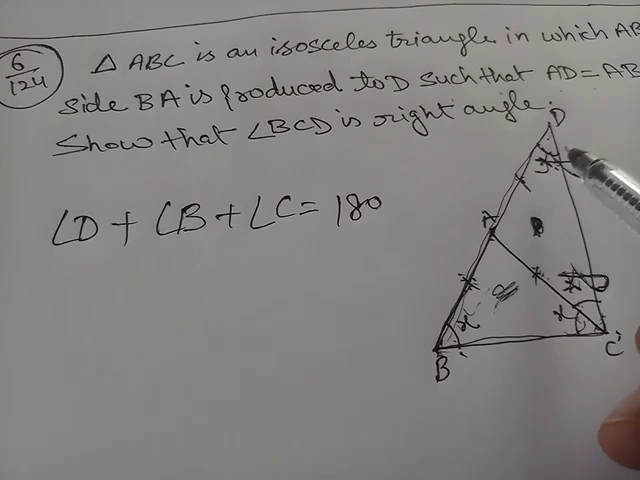 6
124
△ ABC is an isosceles triangle in which AB
side BA is produced to D such that AD = AB
Show that ∠BCD is right angle.
D
∠D + ∠B + ∠C = 180
A
x
x
B
C